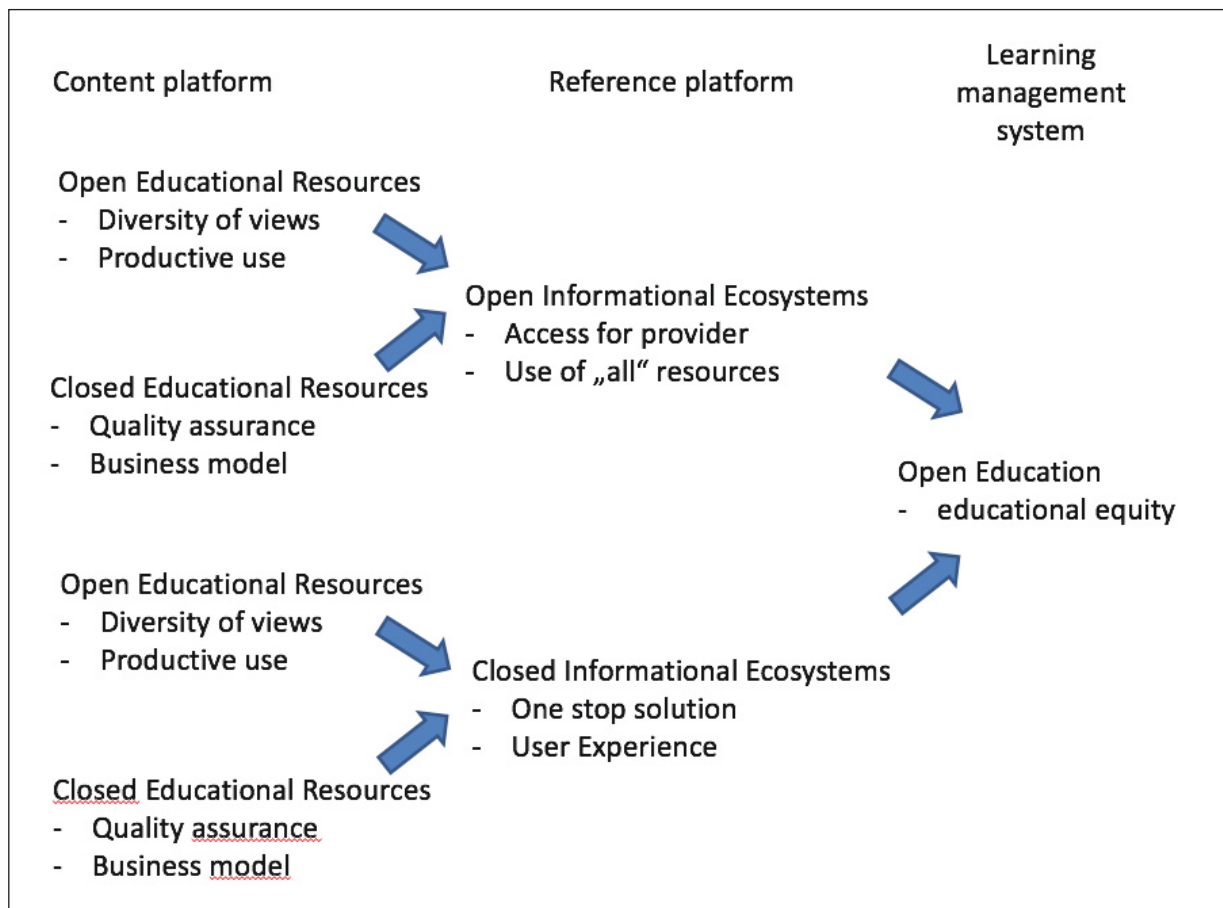 Content platform
Reference platform
Learning
management
system
Open Educational Resources
- Diversity of views
- Productive use
Closed Educational Resources
- Quality assurance
- Business model
Open Informational Ecosystems
- Access for provider
- Use of „all“ resources
Open Educational Resources
- Diversity of views
- Productive use
Closed Educational Resources
- Quality assurance
- Business model
Closed Informational Ecosystems
- One stop solution
- User Experience
Open Education
- educational equity